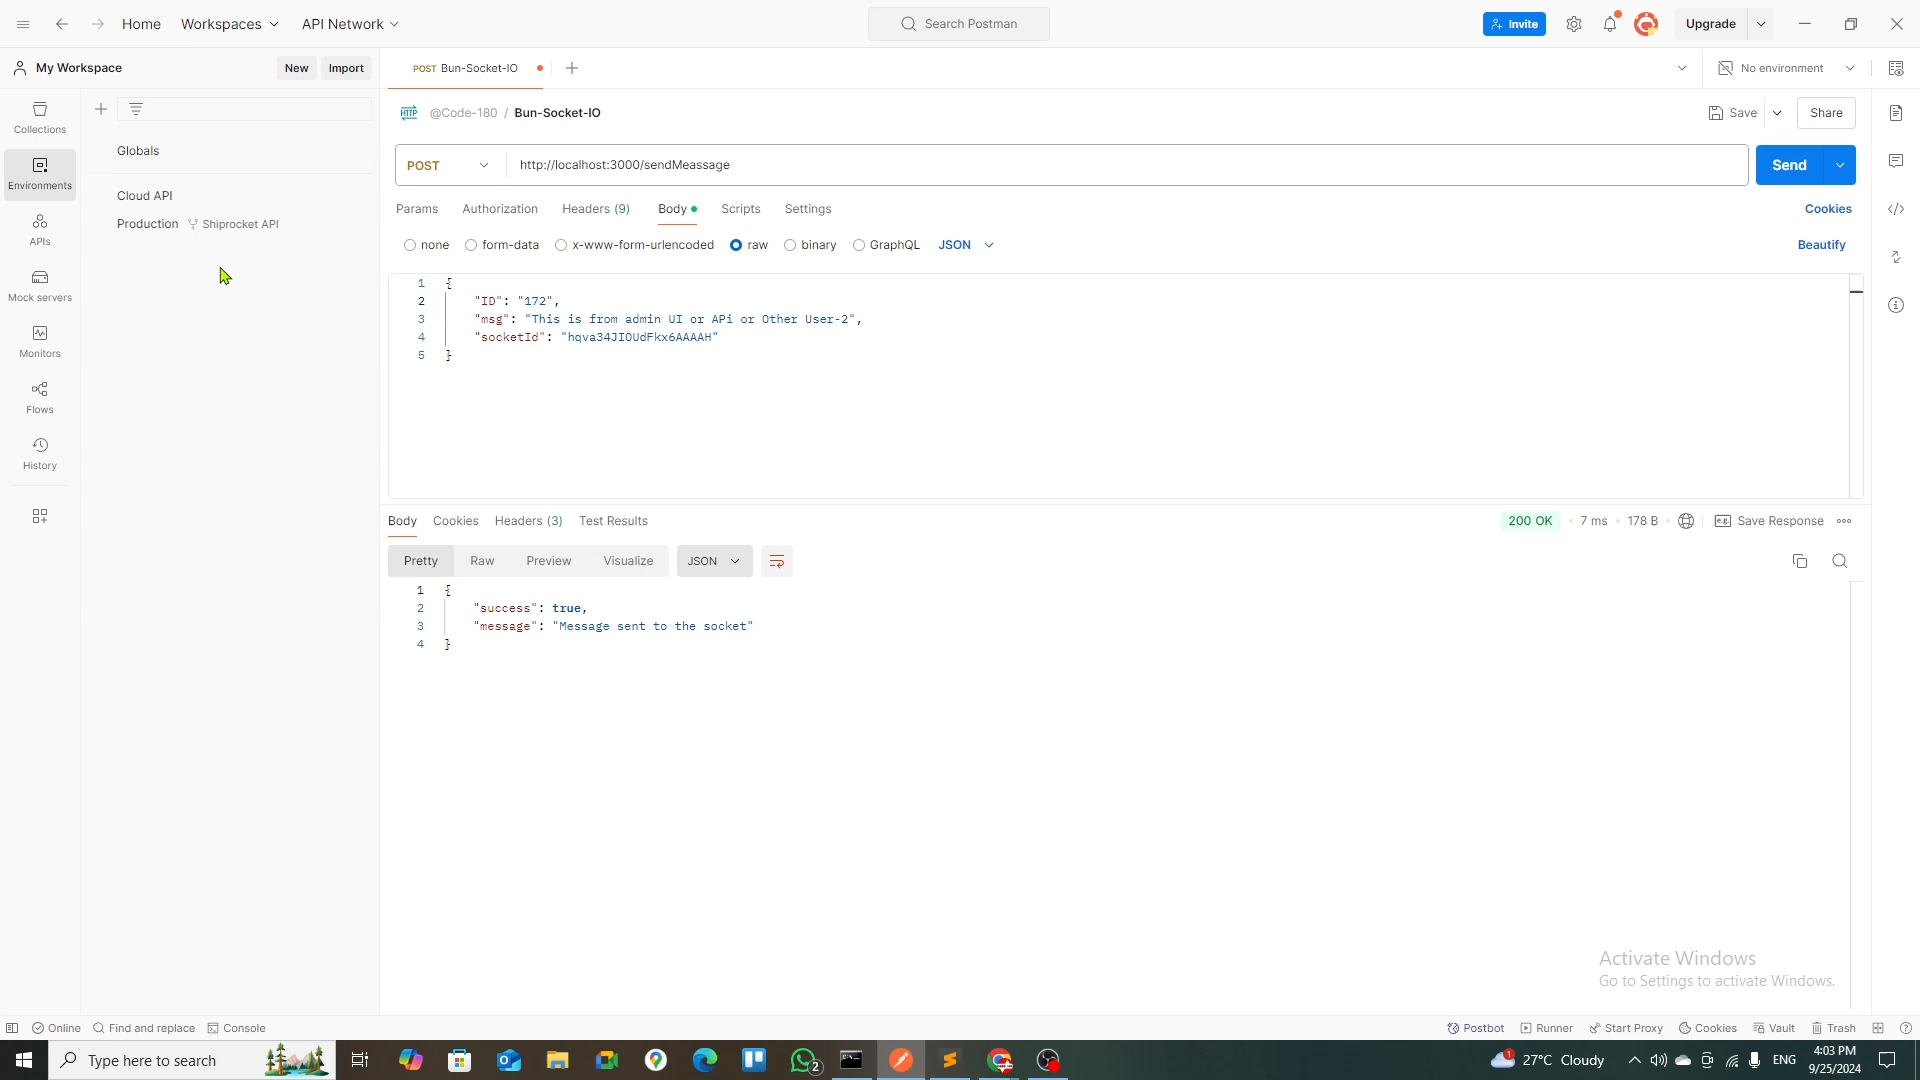 Home Workspaces API Network Search Postman Invite Upgrade
My Workspace New Import POST Bun-Socket-IO No environment
HTTP @Code-180 / Bun-Socket-IO Save Share
Collections
Globals
POST http://localhost:3000/sendMeassage Send
Environments
Cloud API
Params Authorization Headers (9) Body Scripts Settings Cookies
Production Shiprocket API
APIs
none form-data x-www-form-urlencoded raw binary GraphQL JSON Beautify
Mock servers
1 {
2 "ID": "172",
3 "msg": "This is from admin UI or APi or Other User-2",
4 "socketId": "hqva34JIOUdFkx6AAAAH"
5 }
Monitors
Flows
History
Body Cookies Headers (3) Test Results 200 OK 7 ms 178 B e.g. Save Response
Pretty Raw Preview Visualize JSON
1 {
2 "success": true,
3 "message": "Message sent to the socket"
4 }
Activate Windows
Go to Settings to activate Windows.
Online Find and replace Console Postbot Runner Start Proxy Cookies Vault Trash
Type here to search 2 1 27°C Cloudy ENG 4:03 PM
9/25/2024